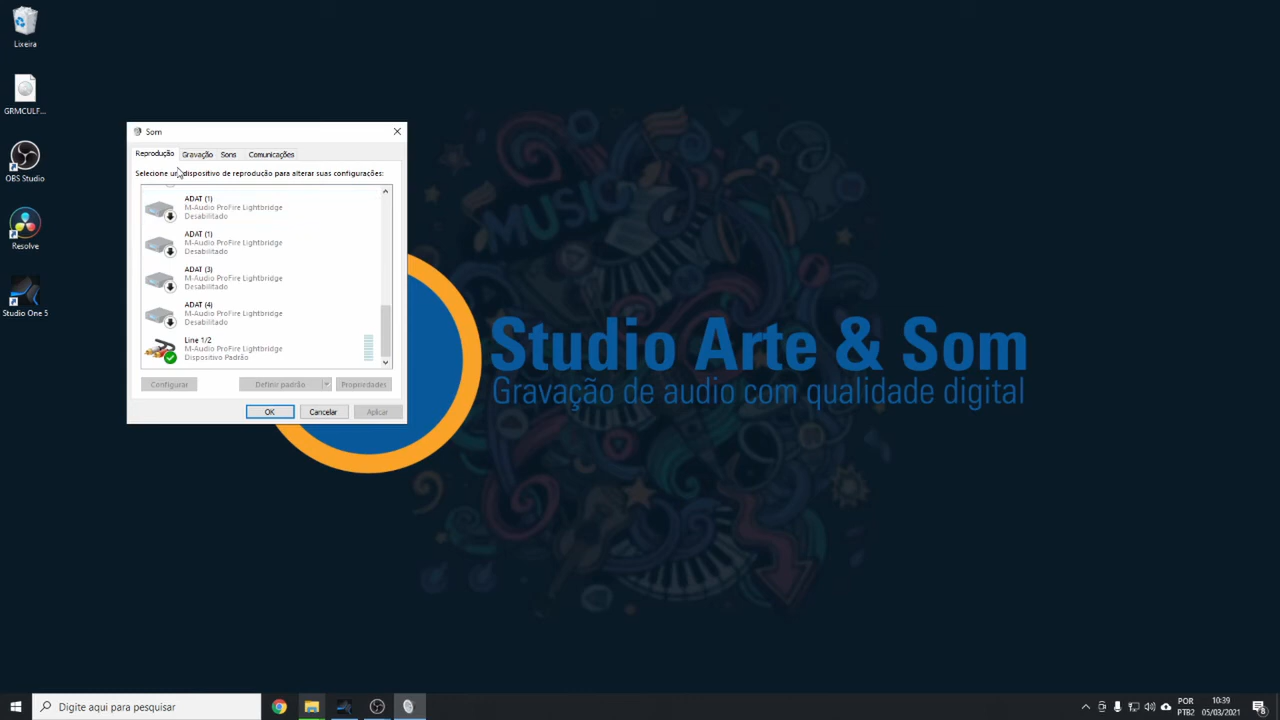 Lixeira
GRMCULF...
OBS Studio
Resolve
Studio One 5
Som
Reprodução
Gravação
Sons
Comunicações
Selecione um dispositivo de reprodução para alterar suas configurações:
ADAT (1)
M-Audio ProFire Lightbridge
Desabilitado
ADAT (1)
M-Audio ProFire Lightbridge
Desabilitado
ADAT (3)
M-Audio ProFire Lightbridge
Desabilitado
ADAT (4)
M-Audio ProFire Lightbridge
Desabilitado
Line 1/2
M-Audio ProFire Lightbridge
Dispositivo Padrão
Configurar
Definir padrão
Propriedades
OK
Cancelar
Aplicar
MUSIC
Studio Arte & Som
Gravação de audio com qualidade digital
Digite aqui para pesquisar
POR
PTB2
10:39
05/03/2021
8